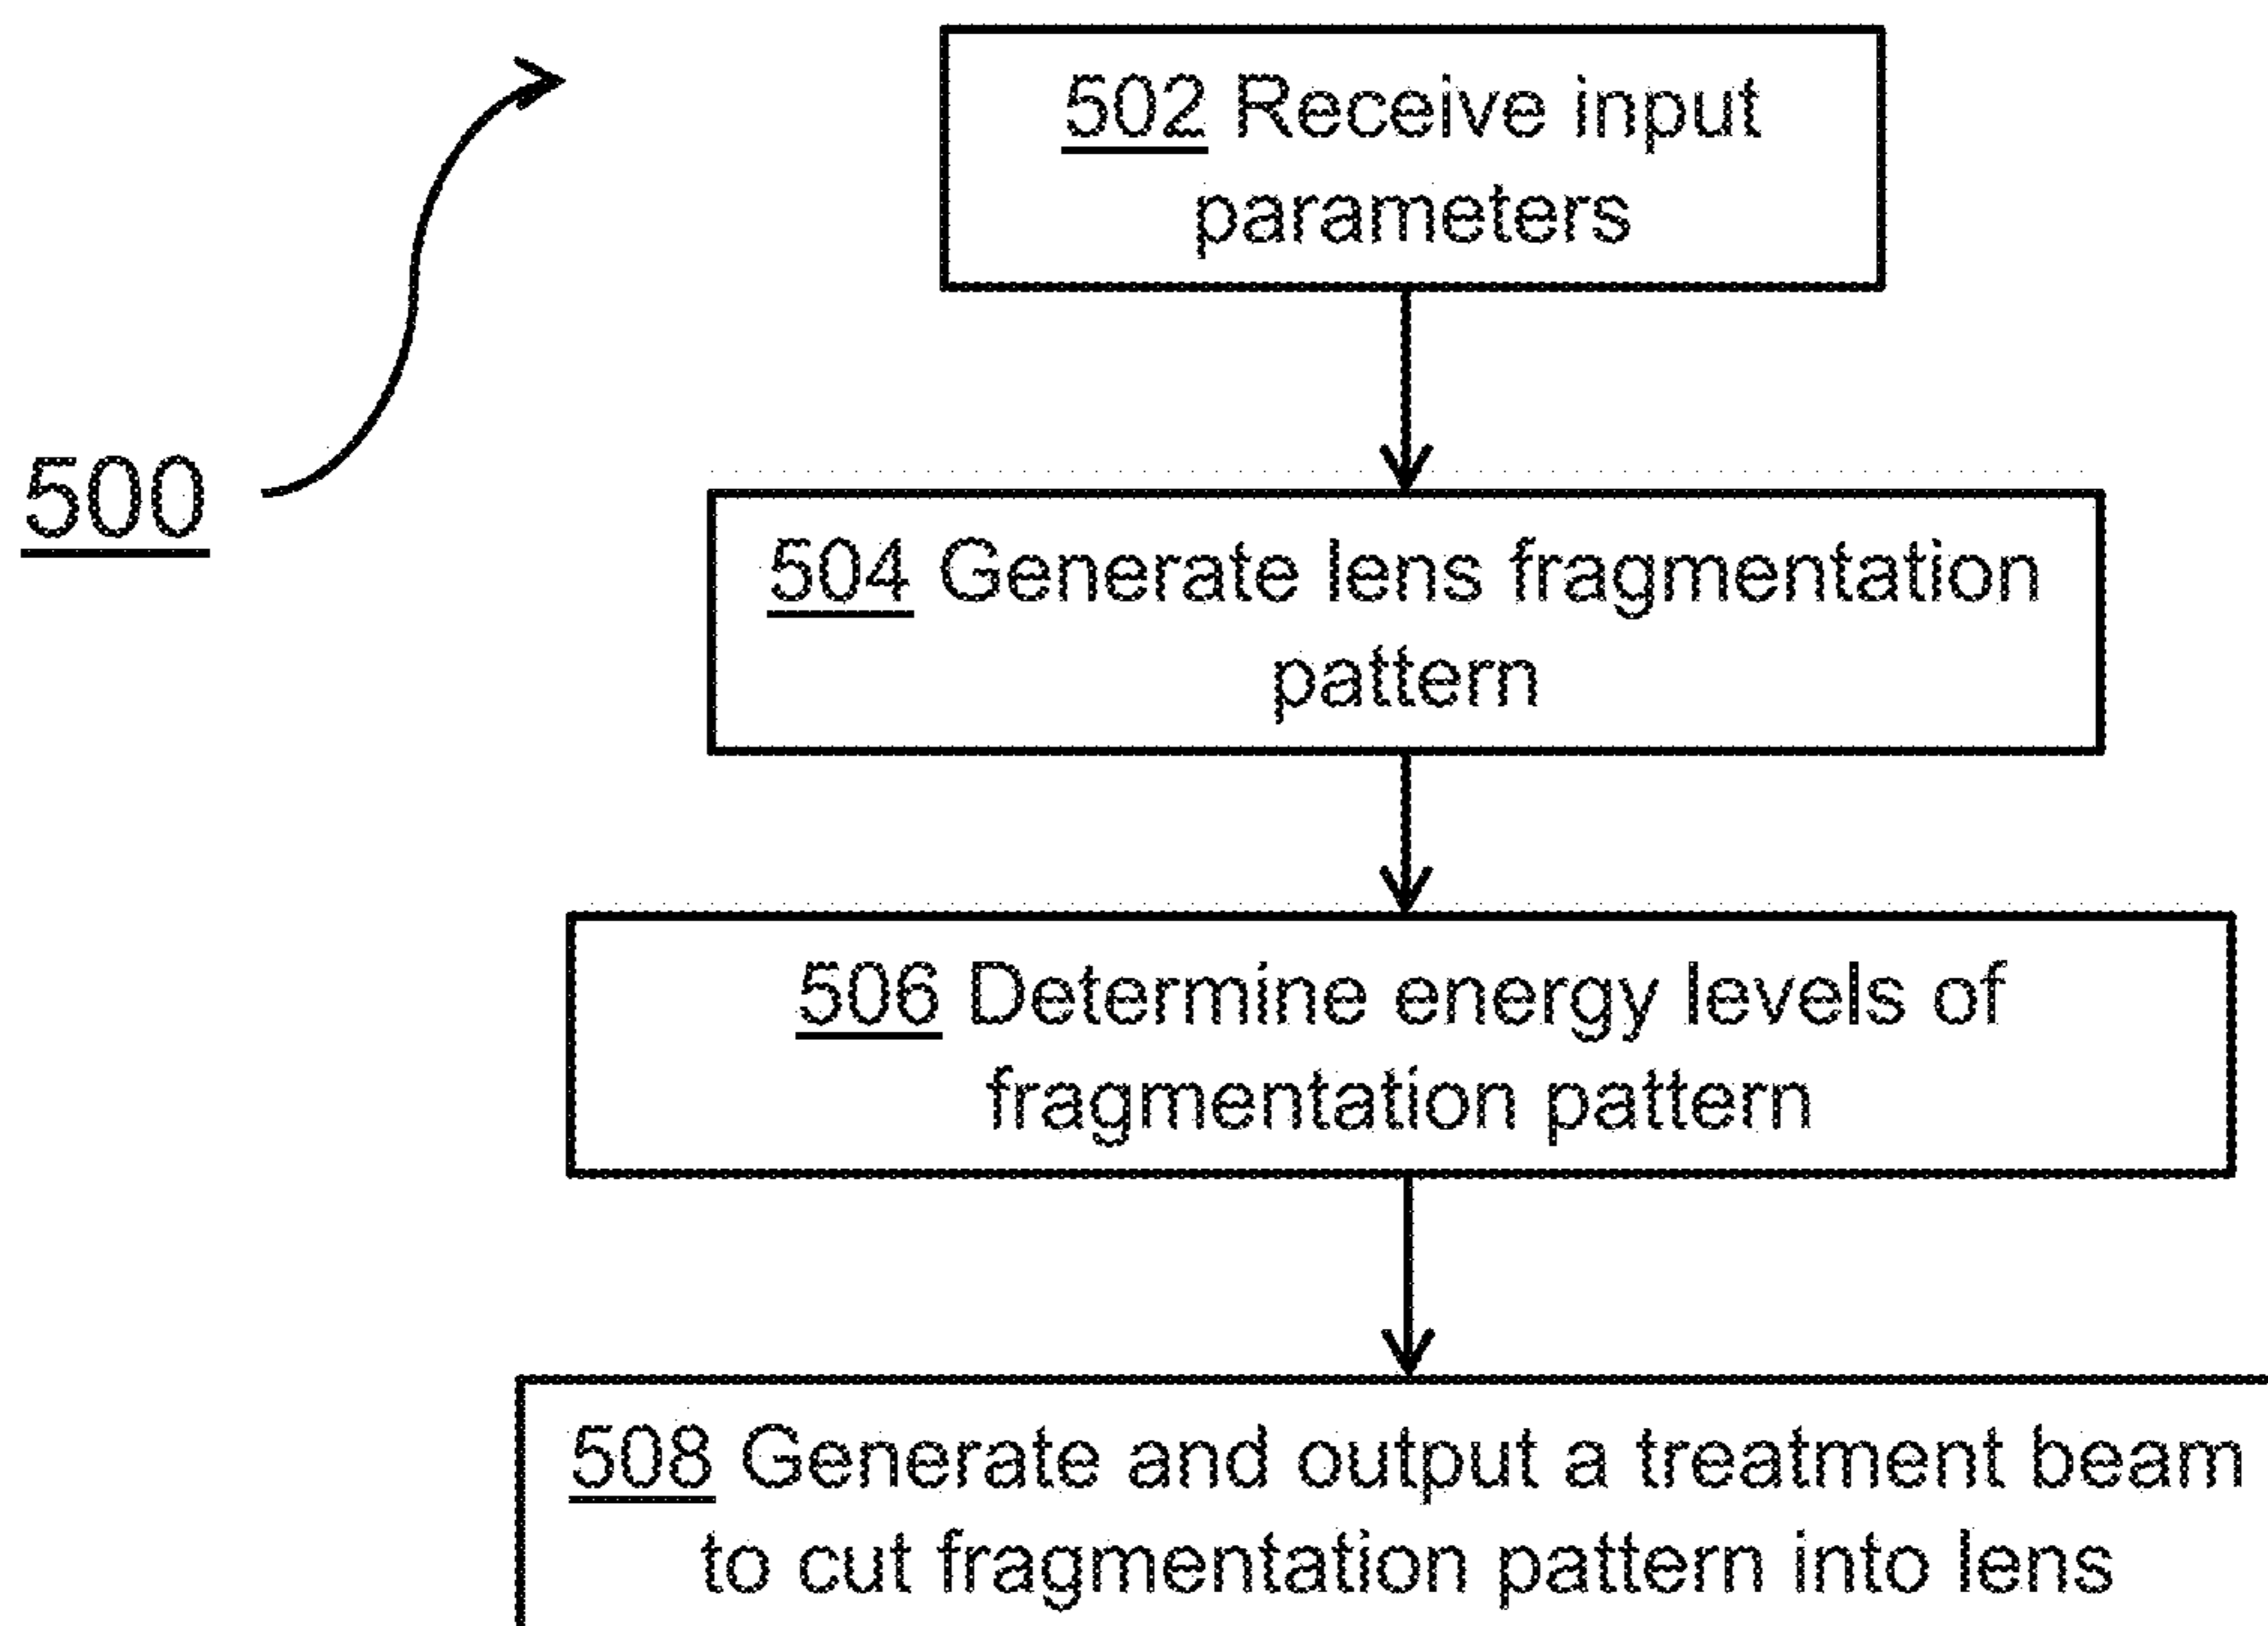 502 Receive input
parameters
500
504 Generate lens fragmentation
pattern
506 Determine energy levels of
fragmentation pattern
508 Generate and output a treatment beam
to cut fragmentation pattern into lens